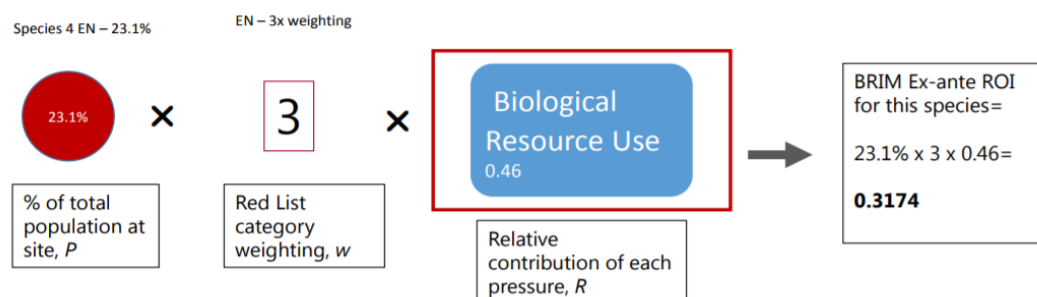 Species 4 EN – 23.1%
EN – 3x weighting
23.1%
×
3
×
Biological
Resource Use
0.46
BRIM Ex-ante ROI
for this species=
23.1% x 3 x 0.46=
0.3174
% of total
population at
site, P
Red List
category
weighting, w
Relative
contribution of each
pressure, R